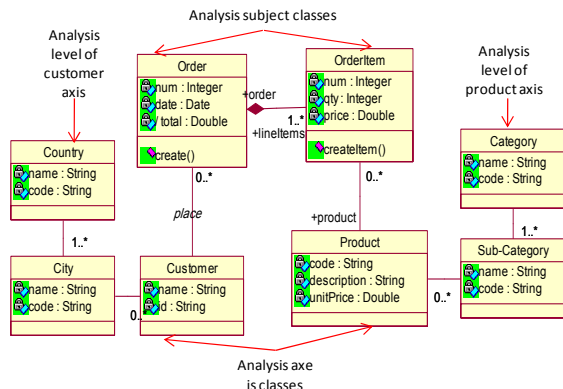 Analysis subject classes
Analysis
level of
customer
axis
Analysis
level of
product axis
Order
num : Integer
date : Date
/ total : Double
create()
+order
1..*
+lineItems
OrderItem
num : Integer
qty : Integer
price : Double
createItem()
Country
name : String
code : String
Category
name : String
code : String
0..*
place
0..*
+product
1..*
1..*
City
name : String
code : String
0..*
Customer
name : String
id : String
Product
code : String
description : String
unitPrice : Double
0..*
Sub-Category
name : String
code : String
Analysis axe
is classes